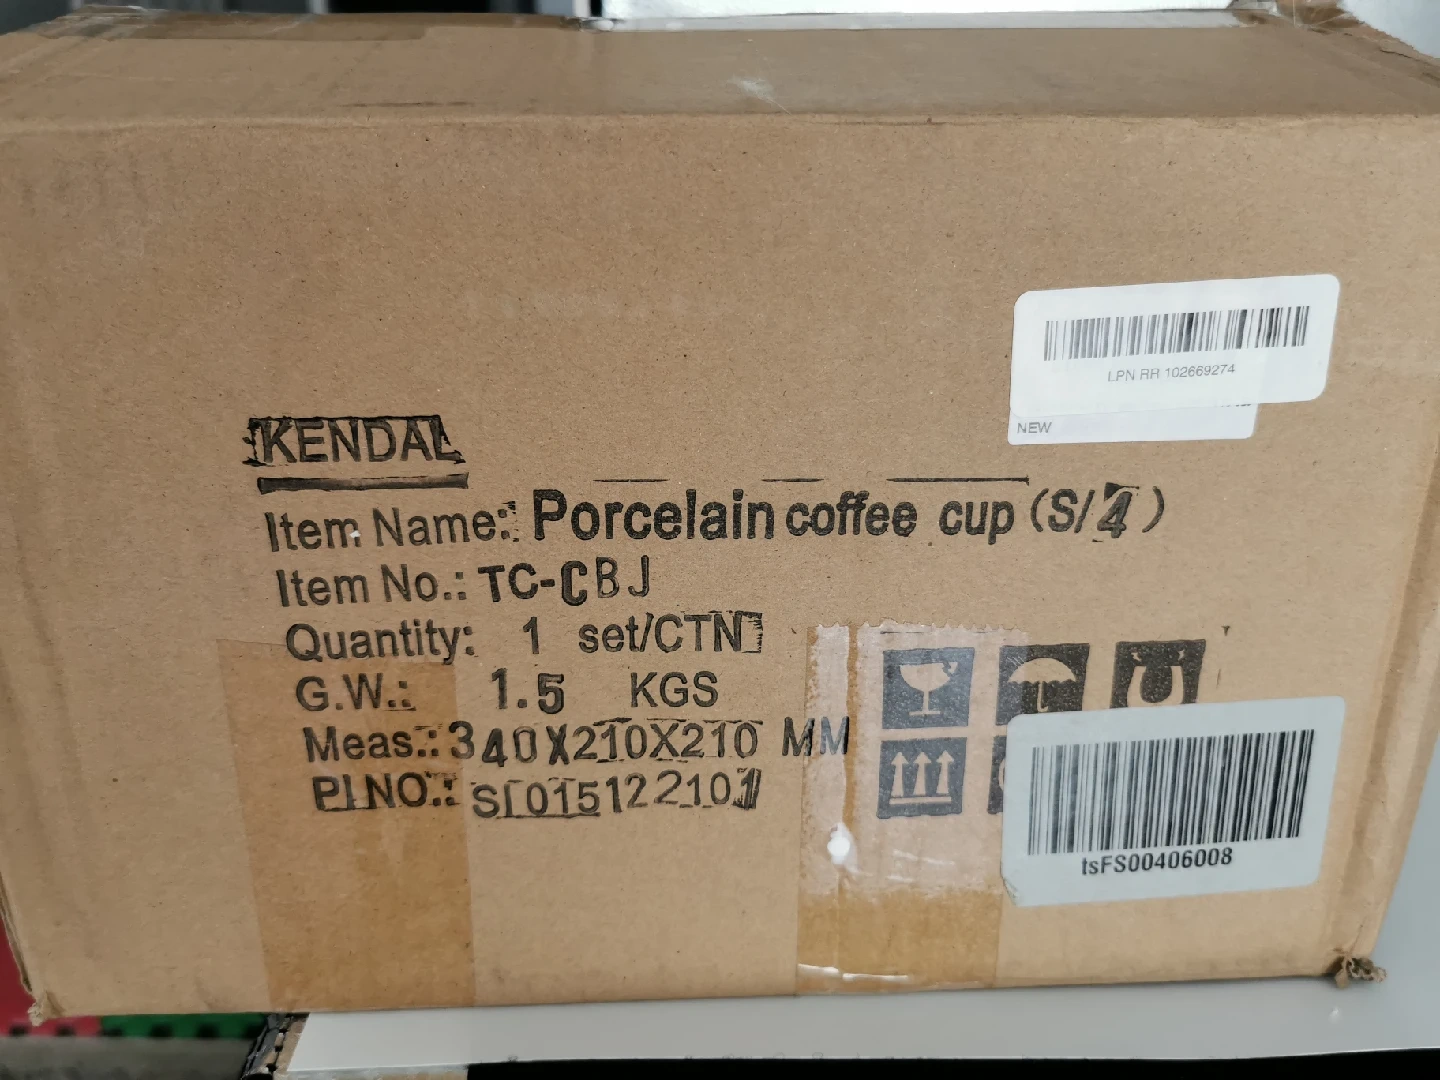 LPN RR 102669274
NEW
KENDAL
Item Name: Porcelain coffee cup (S/4)
Item No.: TC-CBJ
Quantity: 1 set/CTN
G.W.: 1.5 KGS
Meas.: 340X210X210 MM
PI NO.: SI015122101
tsFS00406008